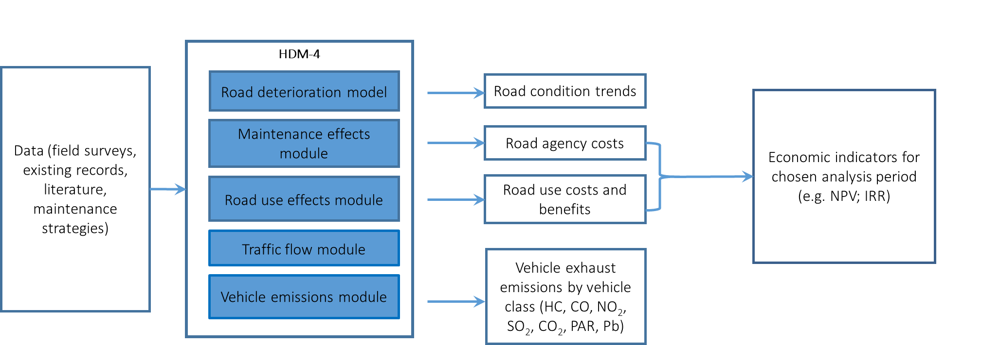 HDM-4
Data (field surveys,
existing records,
literature,
maintenance
strategies)
Road deterioration model
Maintenance effects
module
Road use effects module
Traffic flow module
Vehicle emissions module
Road condition trends
Road agency costs
Road use costs and
benefits
Vehicle exhaust
emissions by vehicle
class (HC, CO, NO₂,
SO₂, CO₂, PAR, Pb)
Economic indicators for
chosen analysis period
(e.g. NPV; IRR)